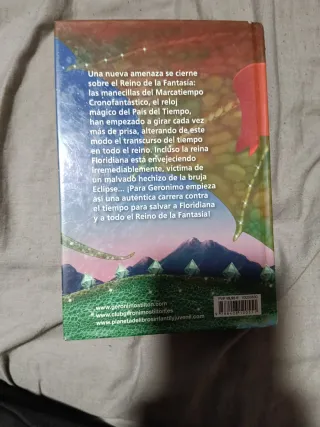 Una nueva amenaza se cierne
sobre el Reino de la Fantasía:
las manecillas del Marcatiempo
Cronofantástico, el reloj
mágico del País del Tiempo,
han empezado a girar cada vez
más de prisa, alterando de este
modo el transcurso del tiempo
en todo el reino. Incluso la reina
Floridiana está envejeciendo
irremediablemente, víctima de
un malvado hechizo de la bruja
Eclipse... ¡Para Geronimo empieza
así una auténtica carrera contra
el tiempo para salvar a Floridiana
y a todo el Reino de la Fantasía!
www.geronimostilton.com
www.clubgeronimostilton.es
www.planetadelibrosinfantilyjuvenil.com